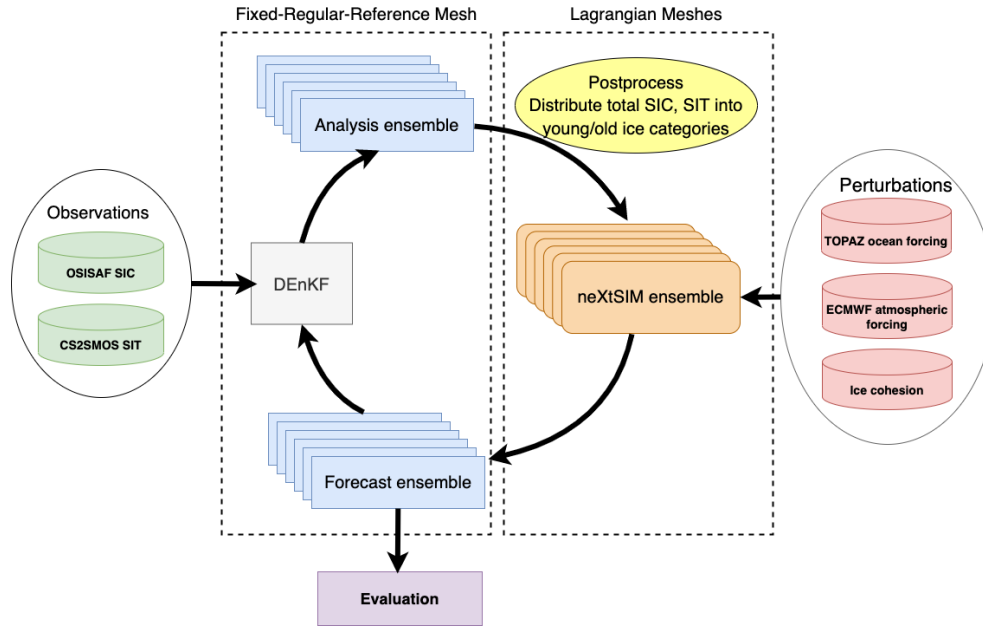 Fixed-Regular-Reference Mesh
Lagrangian Meshes
Analysis ensemble
Postprocess
Distribute total SIC, SIT into
young/old ice categories
Observations
OSISAF SIC
CS2SMOS SIT
DEnKF
neXtSIM ensemble
Perturbations
TOPAZ ocean forcing
ECMWF atmospheric
forcing
Ice cohesion
Forecast ensemble
Evaluation